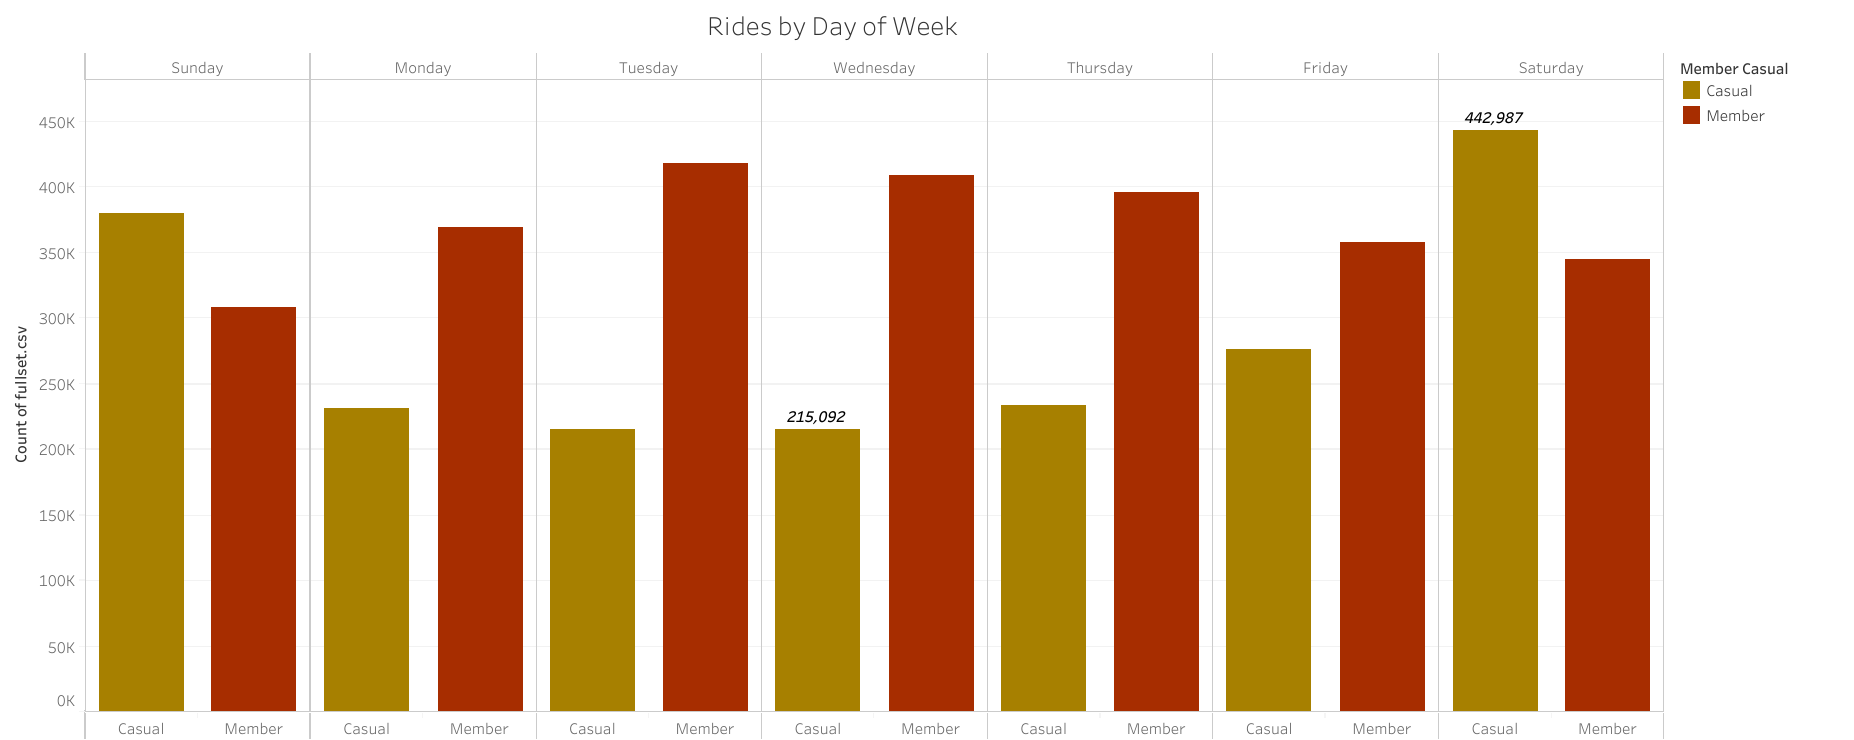 Rides by Day of Week
Sunday Monday Tuesday Wednesday Thursday Friday Saturday
Member Casual
Casual
Member
Count of fullset.csv
450K
400K
350K
300K
250K
200K
150K
100K
50K
0K
442,987
215,092
Casual Member Casual Member Casual Member Casual Member Casual Member Casual Member Casual Member